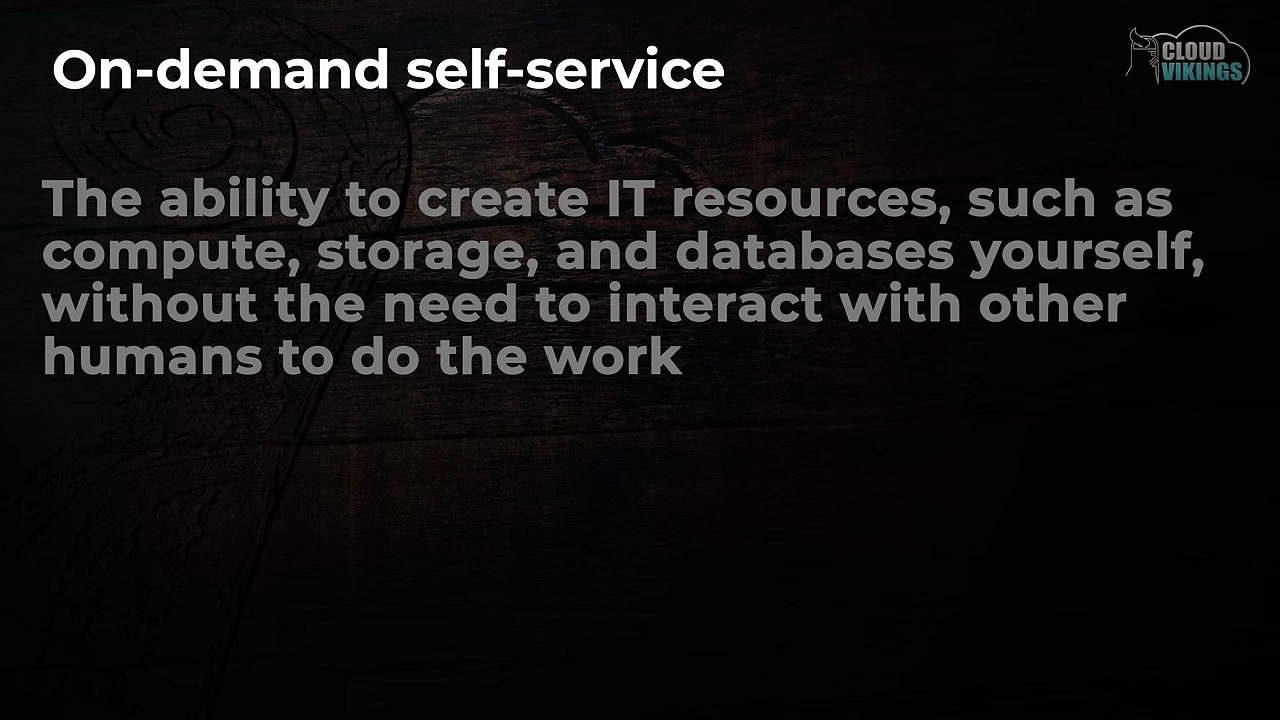 On-demand self-service
CLOUD
VIKINGS
The ability to create IT resources, such as
compute, storage, and databases yourself,
without the need to interact with other
humans to do the work